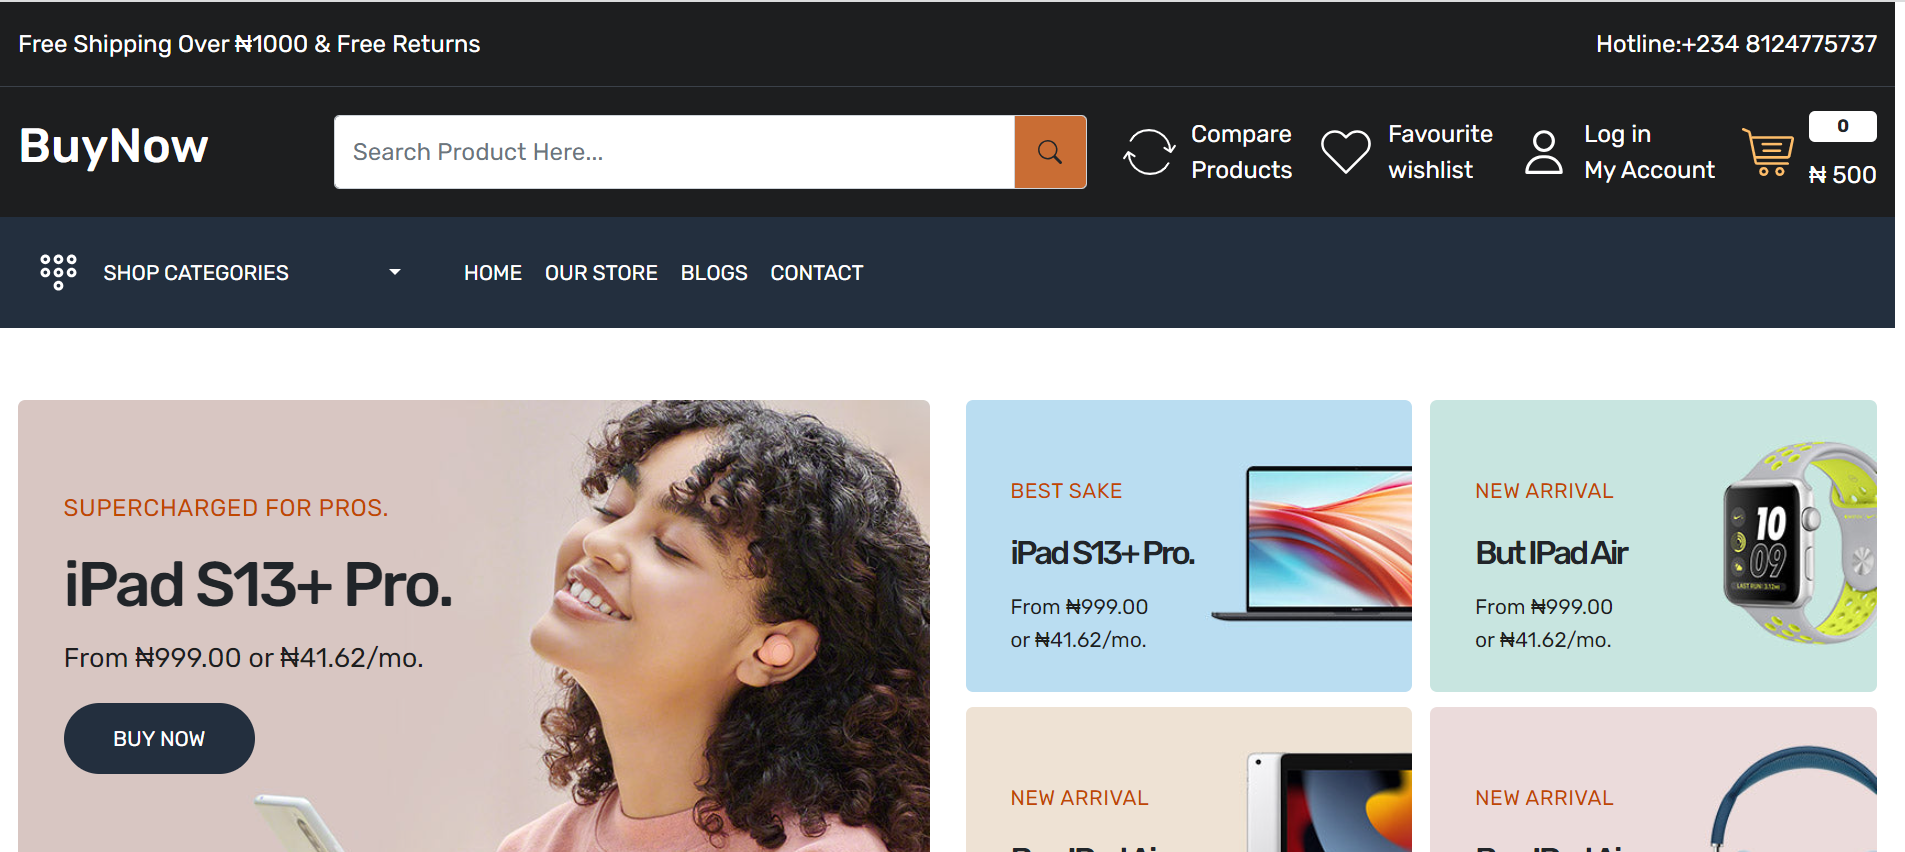 Free Shipping Over ₦1000 & Free Returns
Hotline:+234 8124775737
BuyNow
Search Product Here...
Compare
Products
Favourite
wishlist
Log in
My Account
0
₦ 500
SHOP CATEGORIES
HOME
OUR STORE
BLOGS
CONTACT
SUPERCHARGED FOR PROS.
iPad S13+ Pro.
From ₦999.00 or ₦41.62/mo.
BUY NOW
BEST SAKE
iPad S13+ Pro.
From ₦999.00
or ₦41.62/mo.
NEW ARRIVAL
But IPad Air
From ₦999.00
or ₦41.62/mo.
10
09
NEW ARRIVAL
NEW ARRIVAL